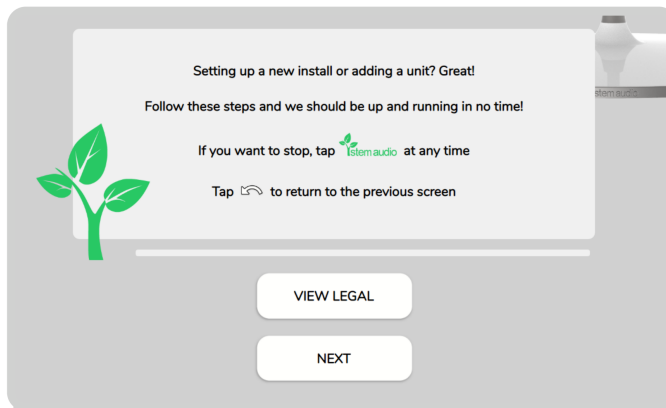 Setting up a new install or adding a unit? Great!
Follow these steps and we should be up and running in no time!
If you want to stop, tap stem audio at any time
Tap to return to the previous screen
stem audio
VIEW LEGAL
NEXT